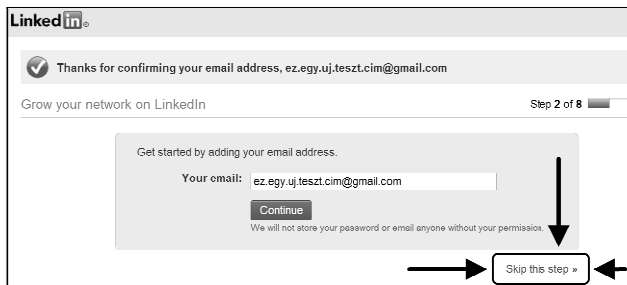 Linked in®
Thanks for confirming your email address, ez.egy.uj.teszt.cim@gmail.com
Grow your network on LinkedIn
Step 2 of 8
Get started by adding your email address.
Your email: ez.egy.uj.teszt.cim@gmail.com
Continue
We will not store your password or email anyone without your permission.
Skip this step »